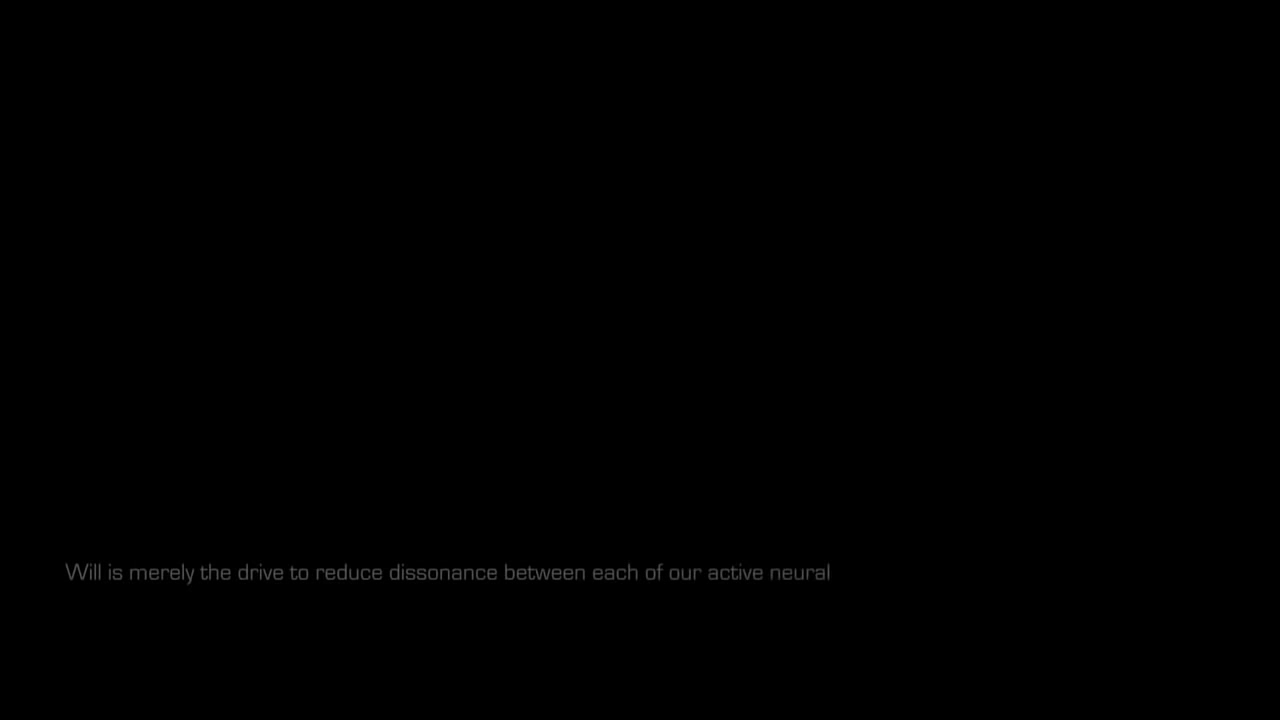 Will is merely the drive to reduce dissonance between each of our active neural